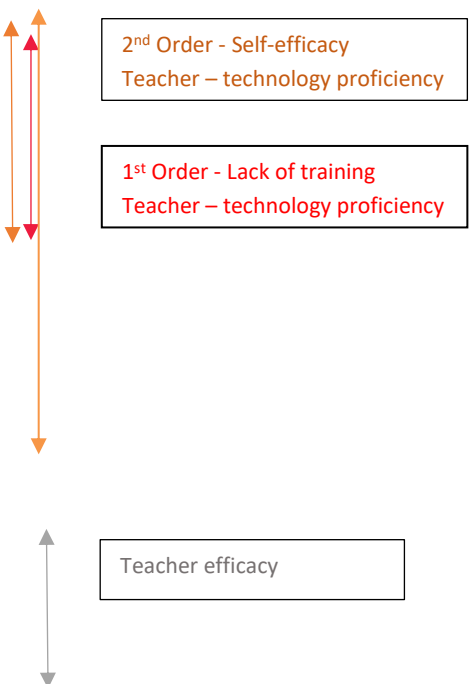 2nd Order - Self-efficacy
Teacher – technology proficiency
1st Order - Lack of training
Teacher – technology proficiency
Teacher efficacy